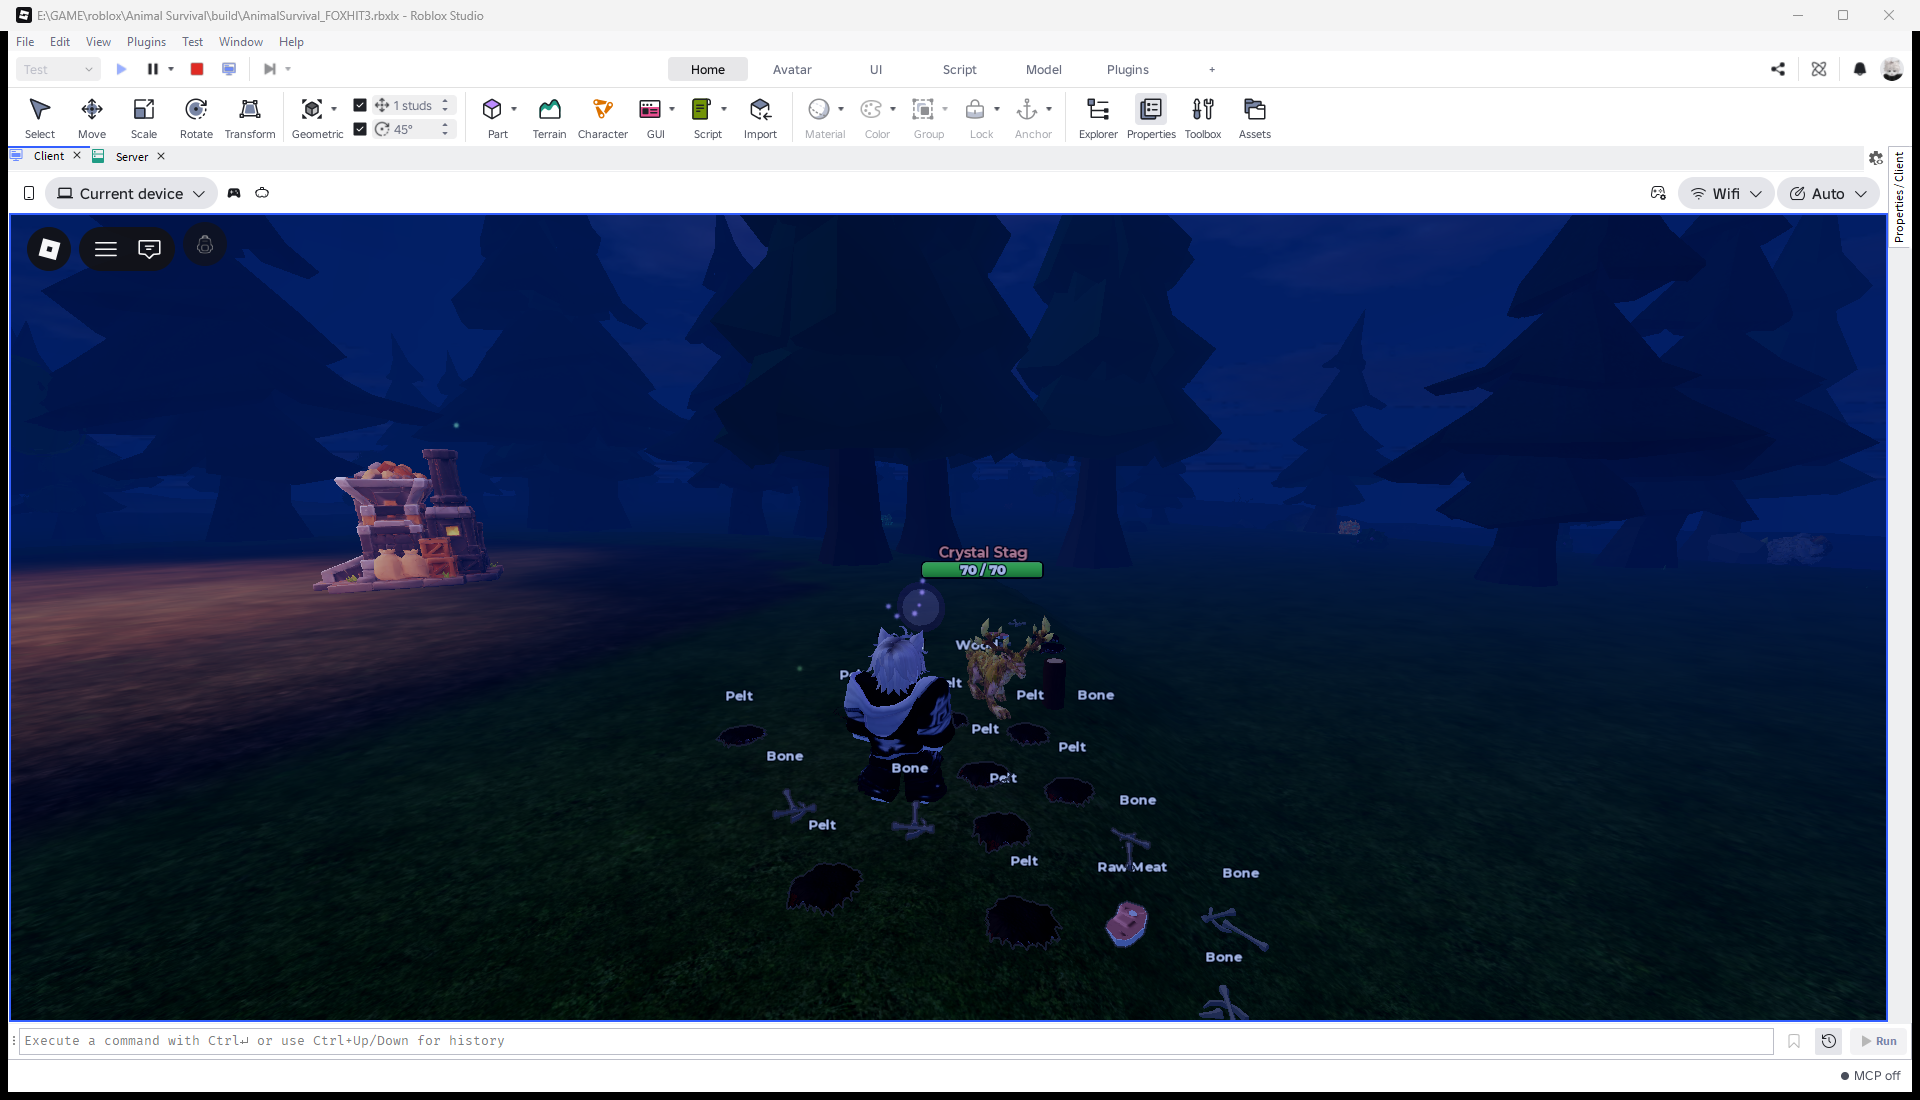 E:\GAME\roblox\Animal Survival\build\AnimalSurvival_FOXHIT3.rbxlx - Roblox Studio
File Edit View Plugins Test Window Help
Test
Home Avatar UI Script Model Plugins +
1 studs
45°
Select Move Scale Rotate Transform Geometric Part Terrain Character GUI Script Import Material Color Group Lock Anchor Explorer Properties Toolbox Assets
Client Server
Properties / Client
Current device Wifi Auto
Crystal Stag
70 / 70
Pelt
Pelt Bone
Pelt
Pelt
Bone
Bone
Pelt
Bone
Pelt
Pelt
Raw Meat
Bone
Bone
Execute a command with Ctrl↵ or use Ctrl+Up/Down for history
Run
MCP off